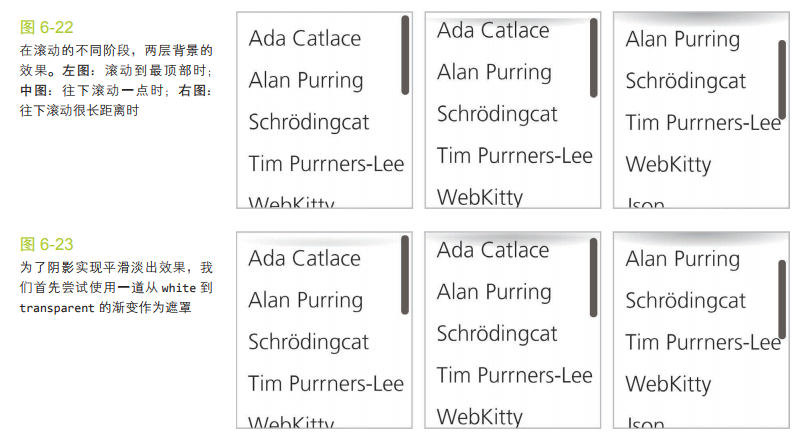 图 6-22
在滚动的不同阶段，两层背景的
效果。左图：滚动到最顶部时；
中图：往下滚动一点时；右图：
往下滚动很长距离时
Ada Catlace
Alan Purring
Schrödingcat
Tim Purrners-Lee
WebKitty
Ada Catlace
Alan Purring
Schrödingcat
Tim Purrners-Lee
WebKitty
Alan Purring
Schrödingcat
Tim Purrners-Lee
WebKitty
Json
图 6-23
为了阴影实现平滑淡出效果，我
们首先尝试使用一道从 white 到
transparent 的渐变作为遮罩
Ada Catlace
Alan Purring
Schrödingcat
Tim Purrners-Lee
WebKitty
Ada Catlace
Alan Purring
Schrödingcat
Tim Purrners-Lee
WebKitty
Alan Purring
Schrödingcat
Tim Purrners-Lee
WebKitty
Json